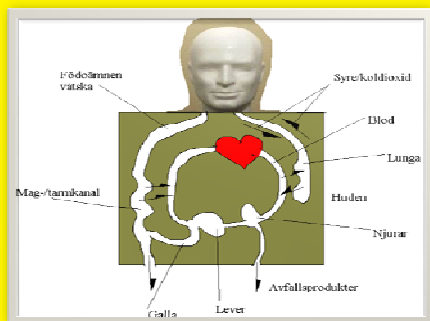 Födoämnen
vätska
Syre/koldioxid
Blod
Lunga
Mag-/tarmkanal
Huden
Njurar
Avfallsprodukter
Galla
Lever